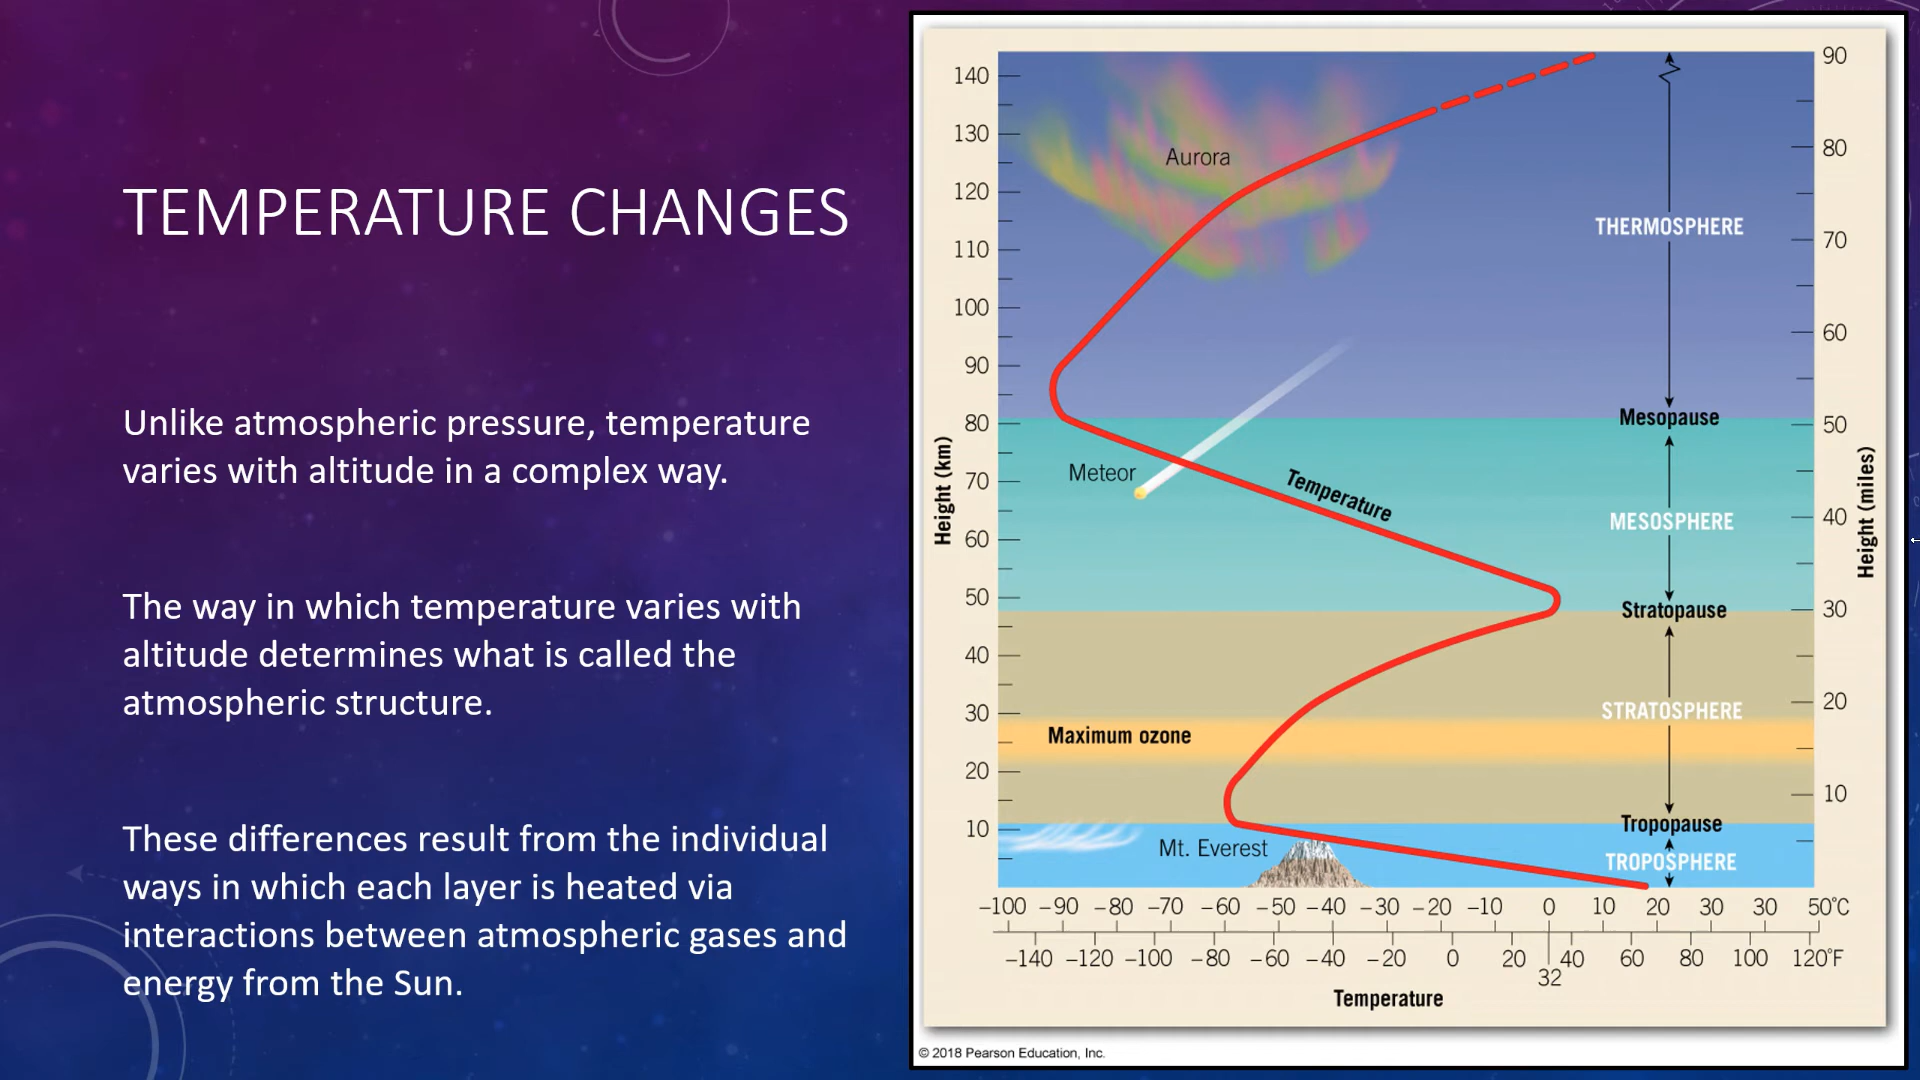 TEMPERATURE CHANGES
Unlike atmospheric pressure, temperature
varies with altitude in a complex way.
The way in which temperature varies with
altitude determines what is called the
atmospheric structure.
These differences result from the individual
ways in which each layer is heated via
interactions between atmospheric gases and
energy from the Sun.
Height (km)
140
130
120
110
100
90
80
70
60
50
40
30
20
10
Aurora
Meteor
Temperature
Maximum ozone
Mt. Everest
THERMOSPHERE
Mesopause
MESOSPHERE
Stratopause
STRATOSPHERE
Tropopause
TROPOSPHERE
90
80
70
60
50
40
30
20
10
Height (miles)
-100 -90 -80 -70 -60 -50 -40 -30 -20 -10 0 10 20 30 30 50°C
-140 -120 -100 -80 -60 -40 -20 0 20 40 60 80 100 120°F
32
Temperature
© 2018 Pearson Education, Inc.